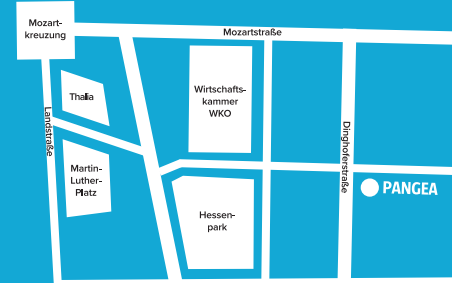 Mozart-
kreuzung
Mozartstraße
Thalia
Wirtschafts-
kammer
WKO
Landstraße
Dinghoferstraße
Martin-
Luther-
Platz
PANGEA
Hessen-
park